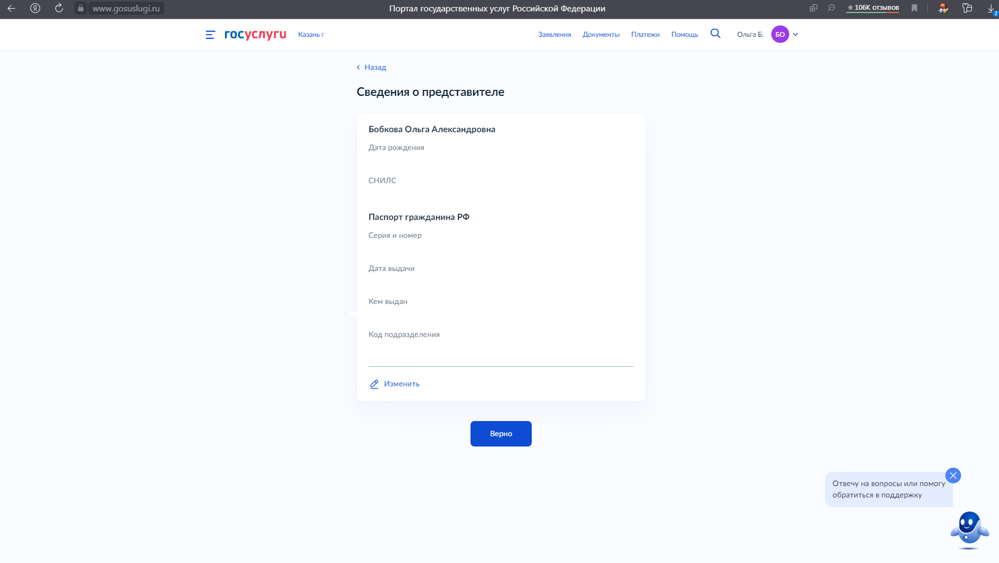 www.gosuslugi.ru
Портал государственных услуг Российской Федерации
★106K отзывов
2
госуслуги
Казань г
Заявления
Документы
Платежи
Помощь
Ольга Б.
БО
Назад
Сведения о представителе
Бобкова Ольга Александровна
Дата рождения
СНИЛС
Паспорт гражданина РФ
Серия и номер
Дата выдачи
Кем выдан
Код подразделения
Изменить
Верно
Отвечу на вопросы или помогу
обратиться в поддержку